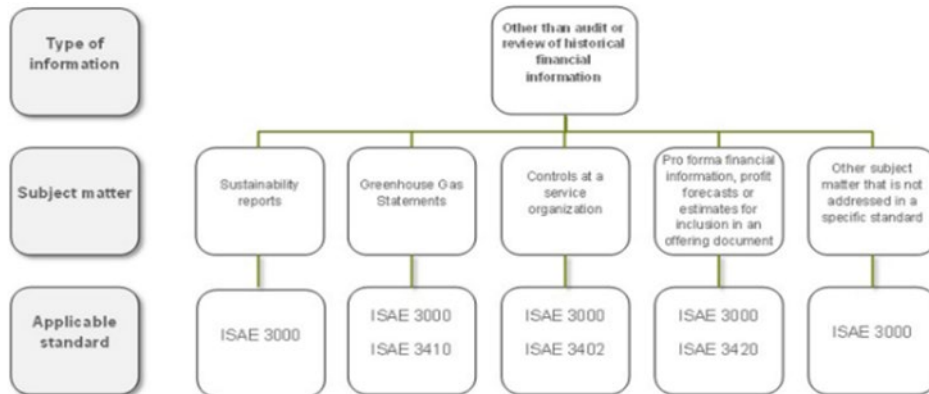 Type of
information
Other than audit or
review of historical
financial
information
Subject matter
Sustainability
reports
Greenhouse Gas
Statements
Controls at a
service
organization
Pro forma financial
information, profit
forecasts or
estimates for
inclusion in an
offering document
Other subject
matter that is not
addressed in a
specific standard
Applicable
standard
ISAE 3000
ISAE 3000
ISAE 3410
ISAE 3000
ISAE 3402
ISAE 3000
ISAE 3420
ISAE 3000